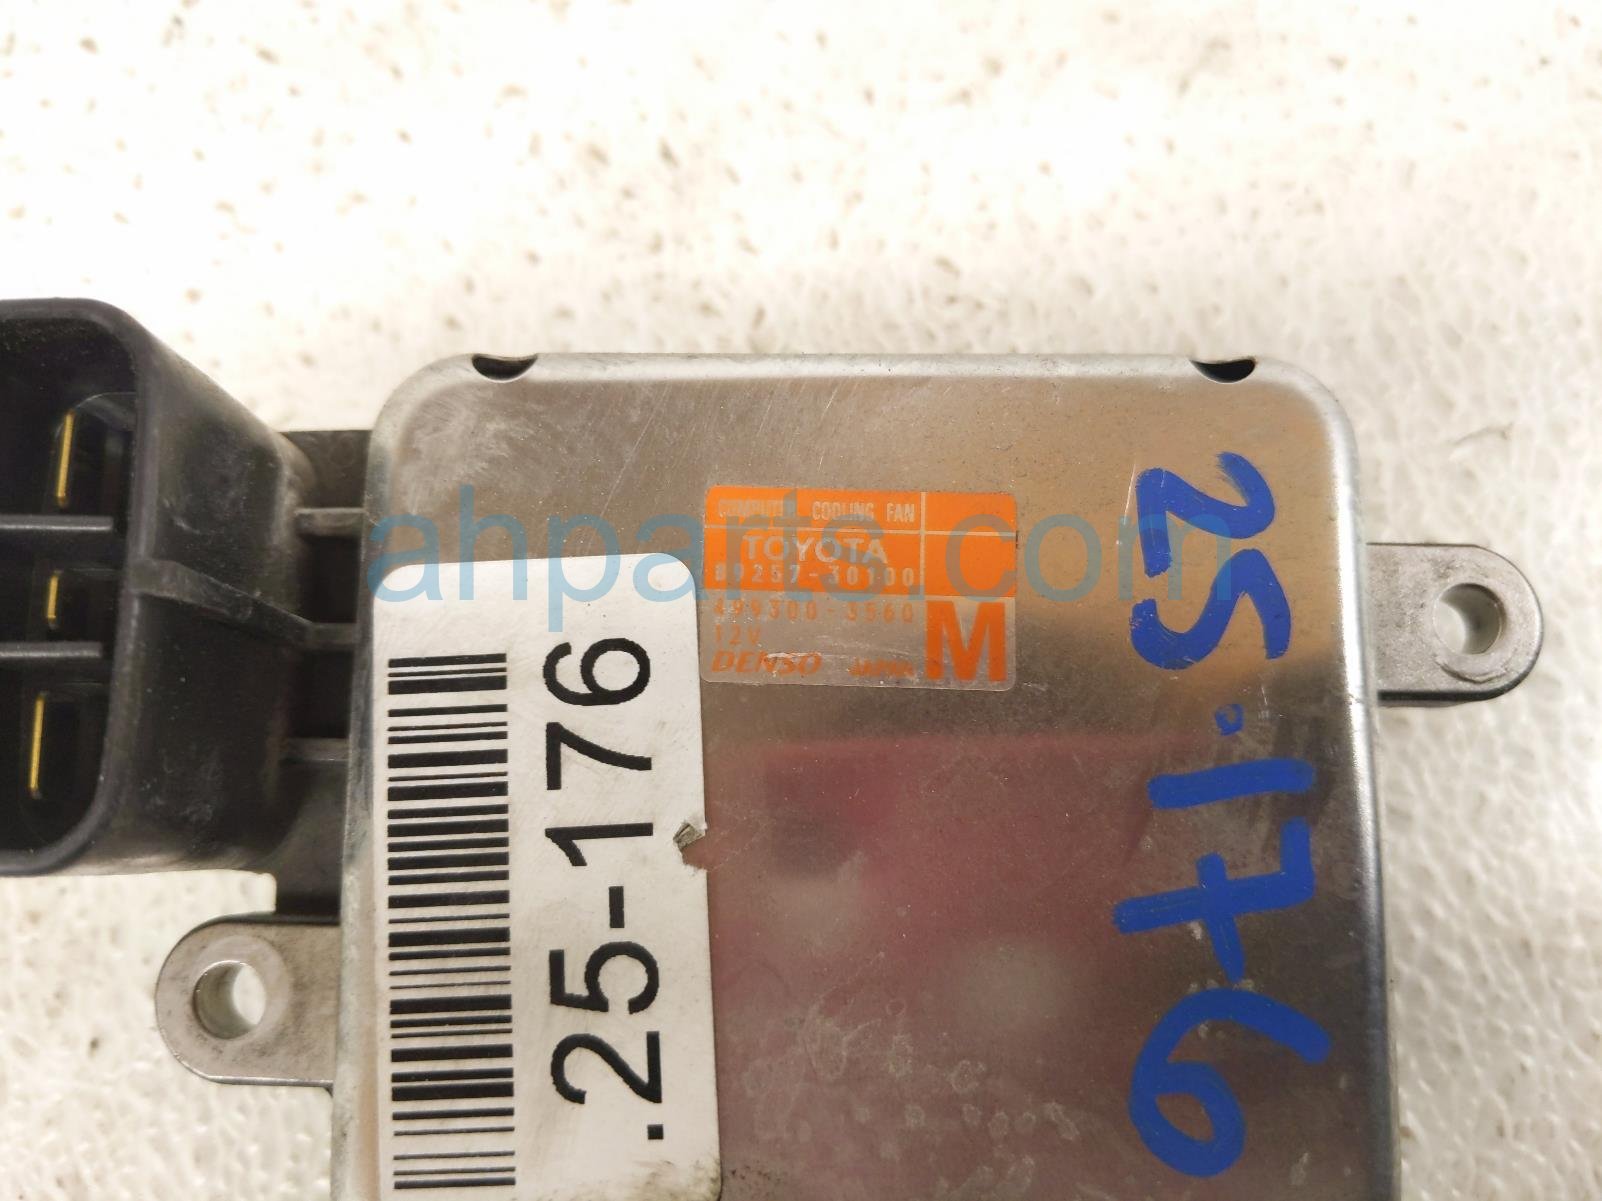 COMPUTER COOLING FAN
TOYOTA
89257-30100
499300-3560
12V
DENSO JAPAN
M
.25-176
25.176
ahparts.com